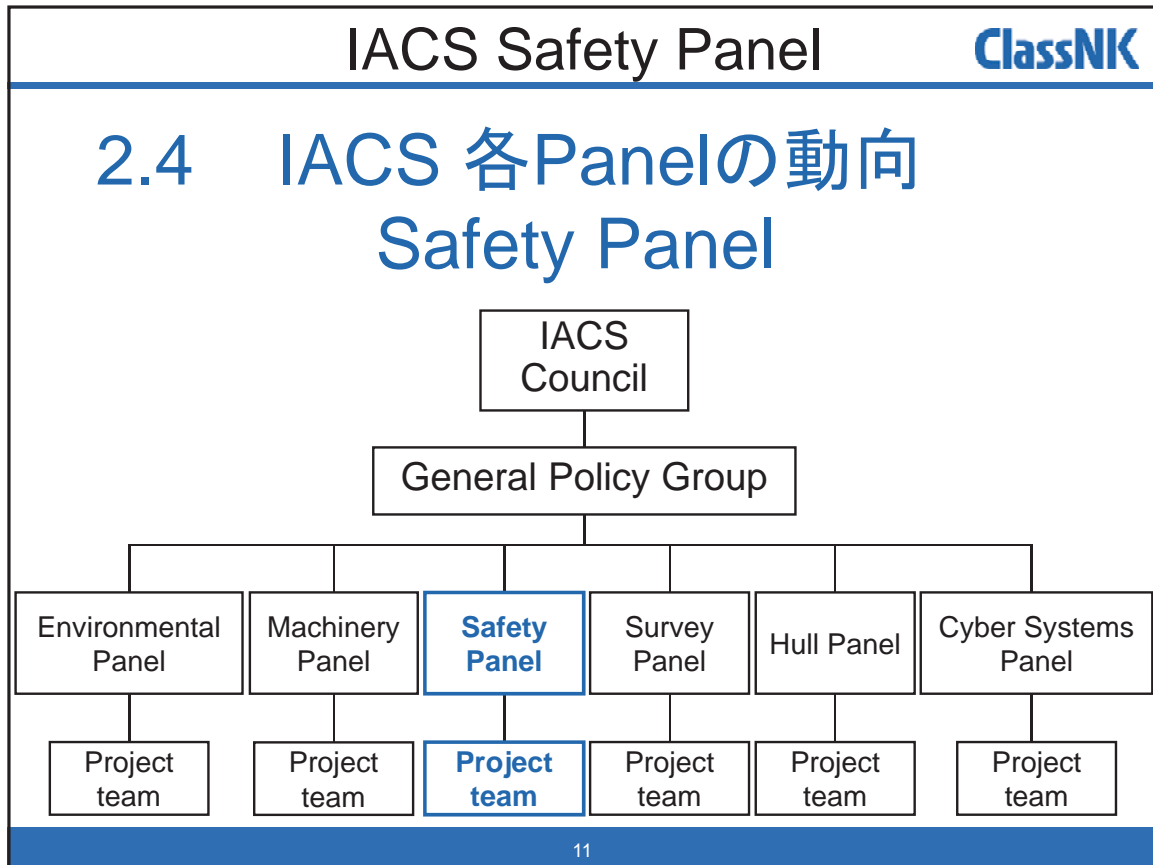 IACS Safety Panel
ClassNK
2.4 IACS 各Panelの動向
Safety Panel
IACS
Council
General Policy Group
Environmental
Panel
Machinery
Panel
Safety
Panel
Survey
Panel
Hull Panel
Cyber Systems
Panel
Project
team
Project
team
Project
team
Project
team
Project
team
Project
team
11